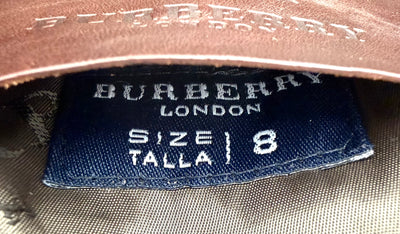 BURBERRY
BURBERRY
LONDON
SIZE
TALLA / 8